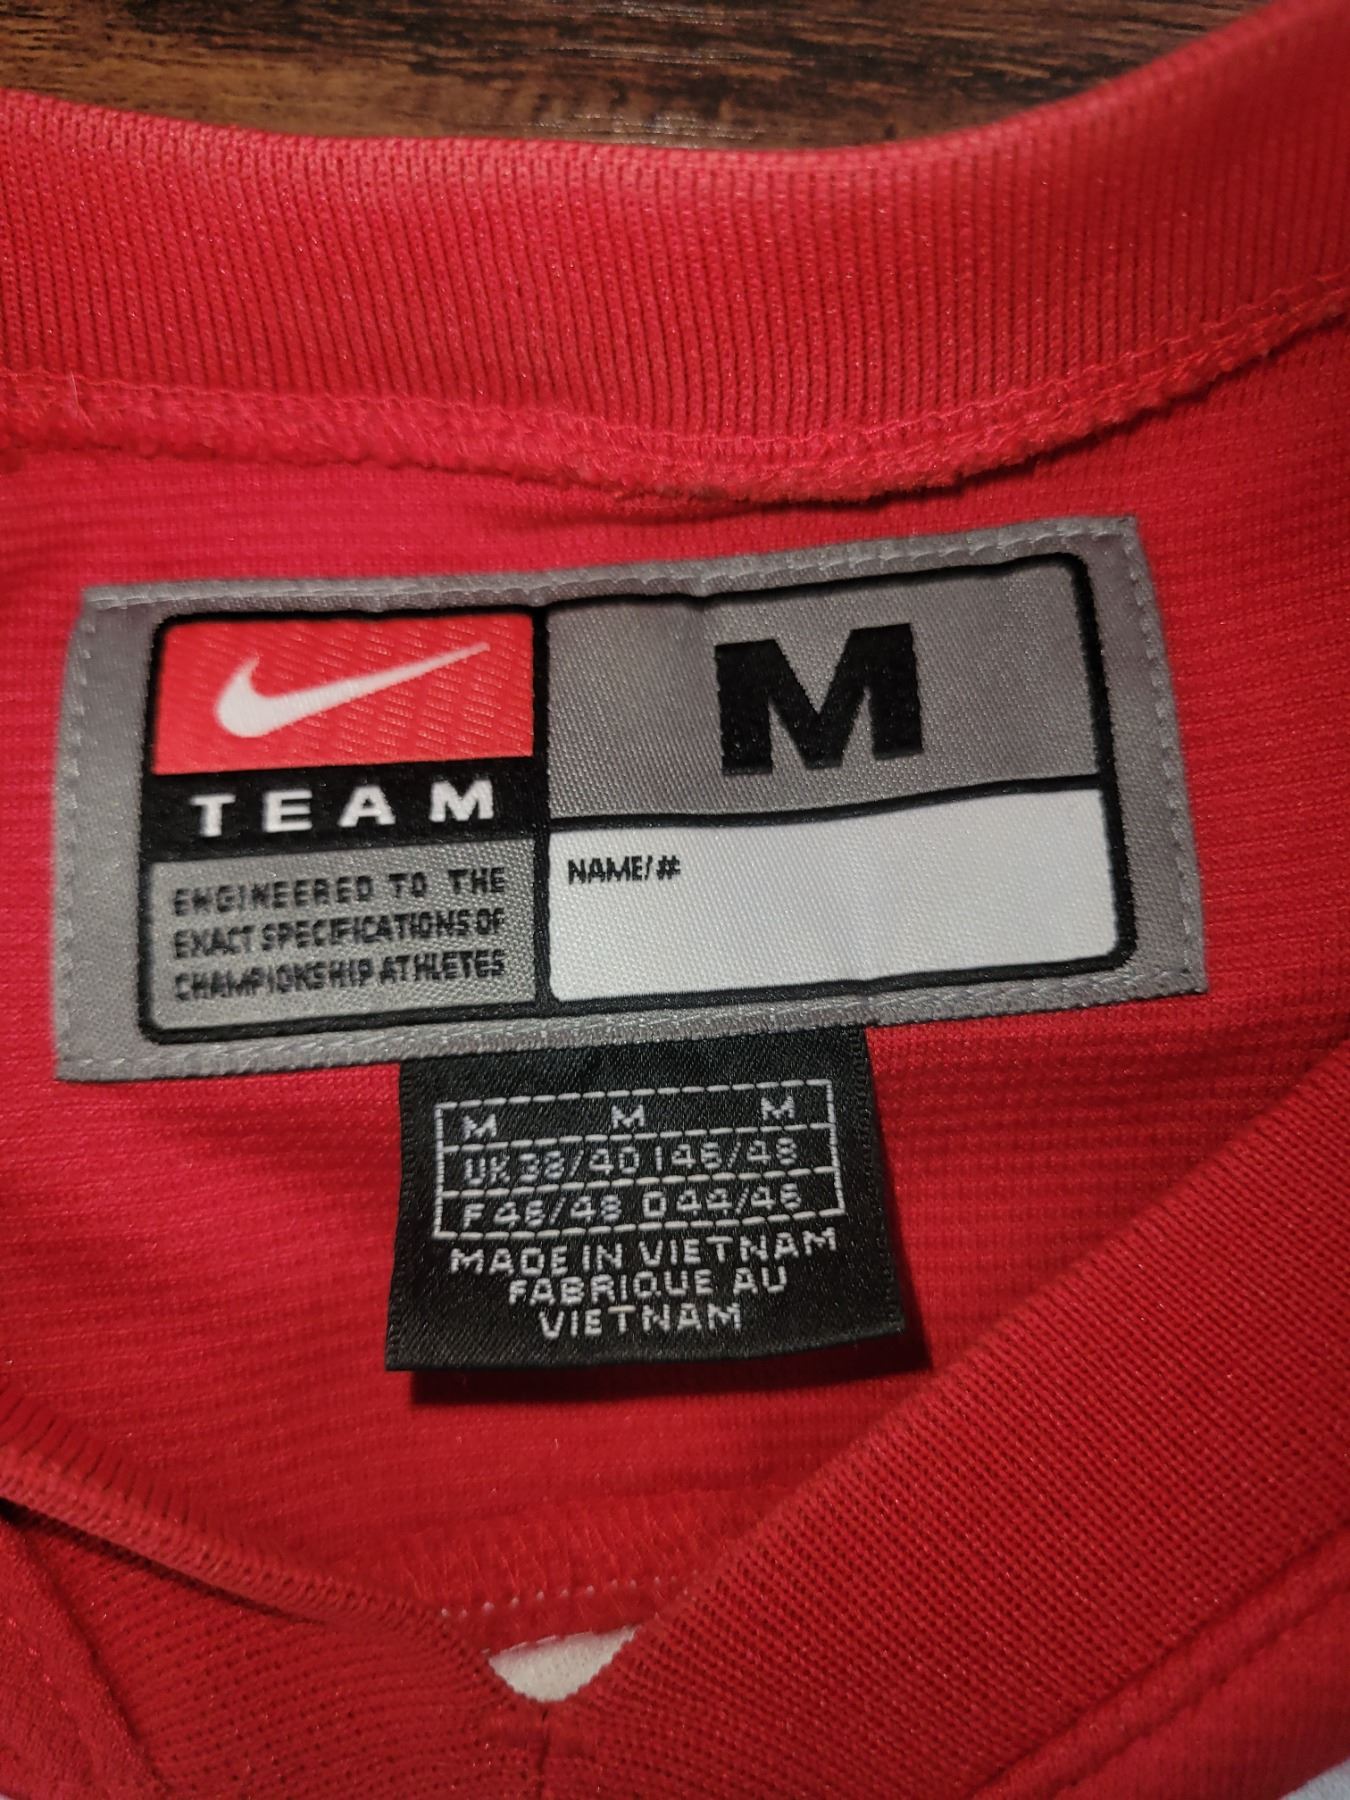 M
TEAM
NAME/#
ENGINEERED TO THE
EXACT SPECIFICATIONS OF
CHAMPIONSHIP ATHLETES
M M M
UK 38/40 I 46/48
F 46/48 D 44/46
MADE IN VIETNAM
FABRIQUE AU
VIETNAM